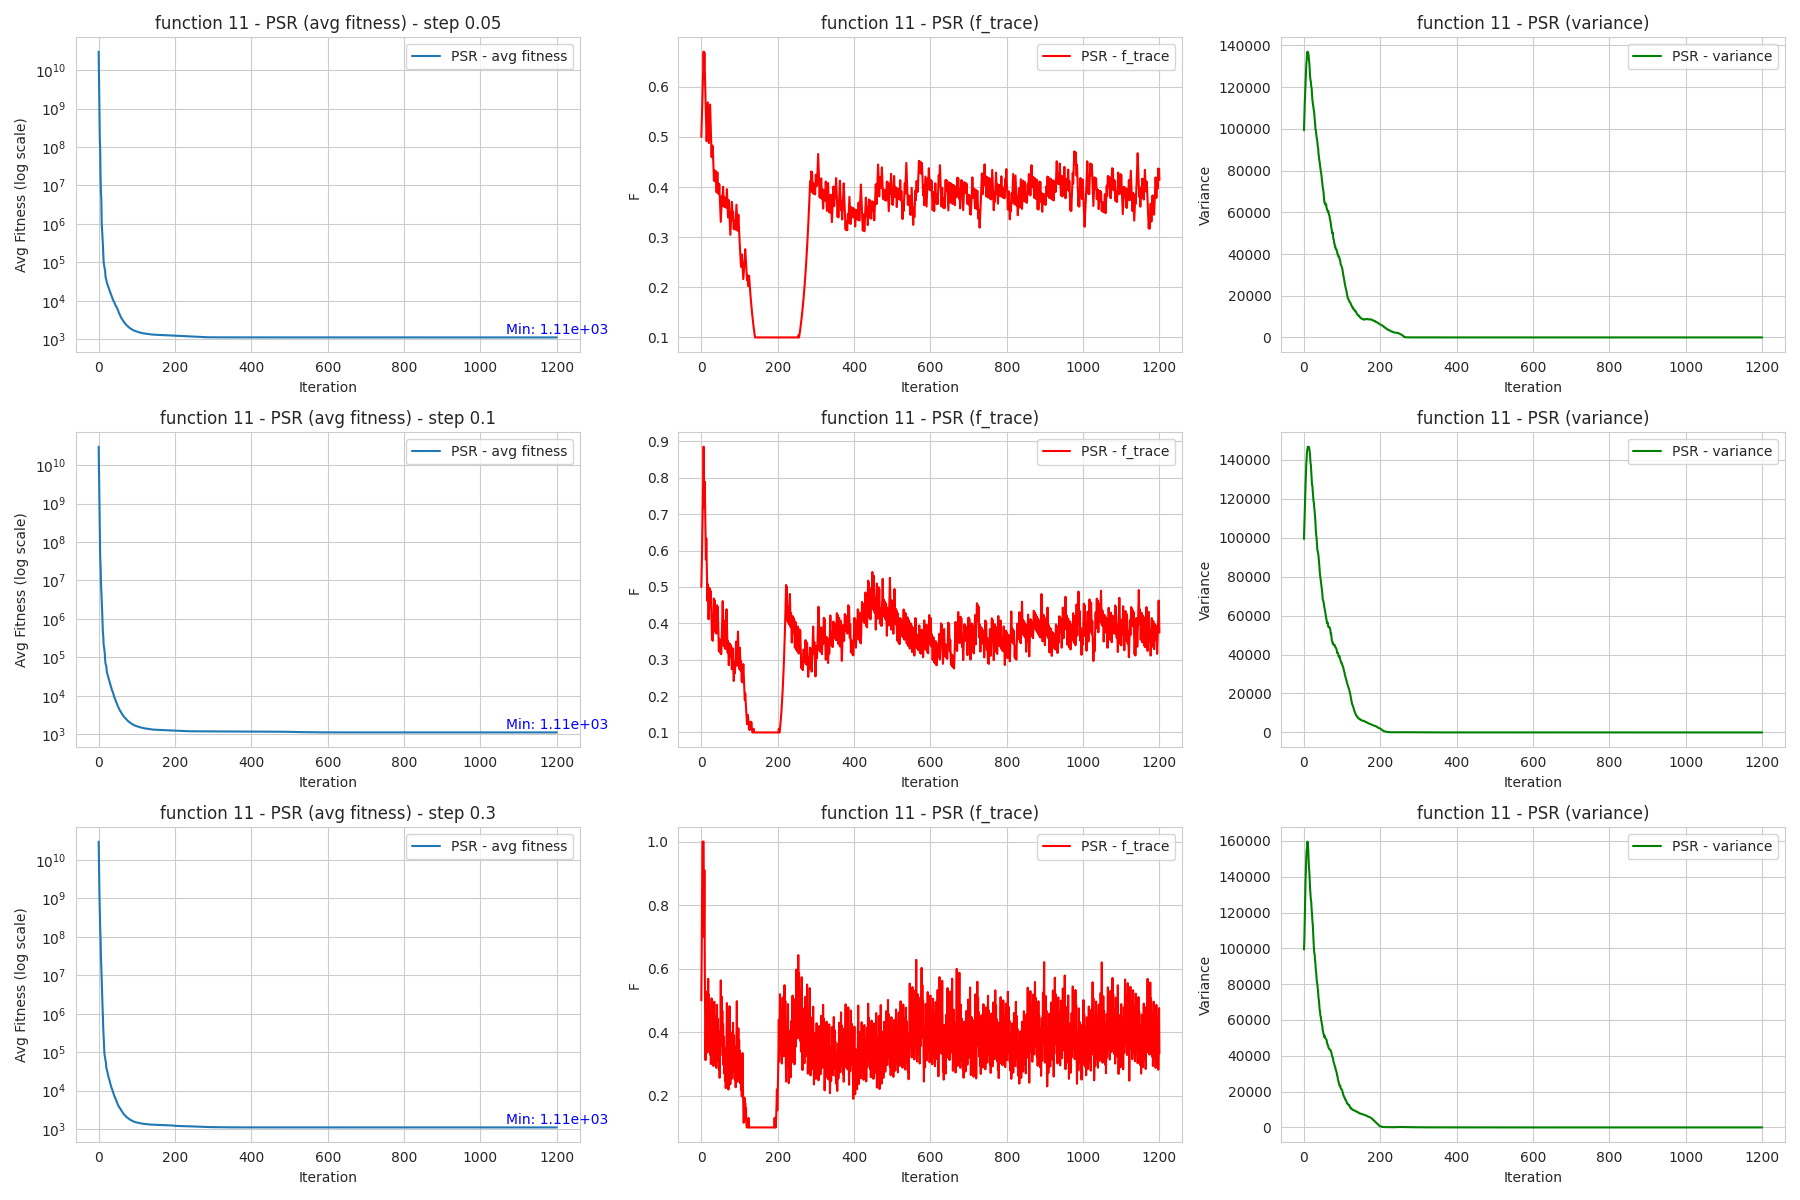 function 11 - PSR (avg fitness) - step 0.05
PSR - avg fitness
Avg Fitness (log scale)
10^10
10^9
10^8
10^7
10^6
10^5
10^4
10^3
Min: 1.11e+03
0 200 400 600 800 1000 1200
Iteration
function 11 - PSR (f_trace)
PSR - f_trace
F
0.6
0.5
0.4
0.3
0.2
0.1
0 200 400 600 800 1000 1200
Iteration
function 11 - PSR (variance)
PSR - variance
Variance
140000
120000
100000
80000
60000
40000
20000
0
0 200 400 600 800 1000 1200
Iteration
function 11 - PSR (avg fitness) - step 0.1
PSR - avg fitness
Avg Fitness (log scale)
10^10
10^9
10^8
10^7
10^6
10^5
10^4
10^3
Min: 1.11e+03
0 200 400 600 800 1000 1200
Iteration
function 11 - PSR (f_trace)
PSR - f_trace
F
0.9
0.8
0.7
0.6
0.5
0.4
0.3
0.2
0.1
0 200 400 600 800 1000 1200
Iteration
function 11 - PSR (variance)
PSR - variance
Variance
140000
120000
100000
80000
60000
40000
20000
0
0 200 400 600 800 1000 1200
Iteration
function 11 - PSR (avg fitness) - step 0.3
PSR - avg fitness
Avg Fitness (log scale)
10^10
10^9
10^8
10^7
10^6
10^5
10^4
10^3
Min: 1.11e+03
0 200 400 600 800 1000 1200
Iteration
function 11 - PSR (f_trace)
PSR - f_trace
F
1.0
0.8
0.6
0.4
0.2
0 200 400 600 800 1000 1200
Iteration
function 11 - PSR (variance)
PSR - variance
Variance
160000
140000
120000
100000
80000
60000
40000
20000
0
0 200 400 600 800 1000 1200
Iteration